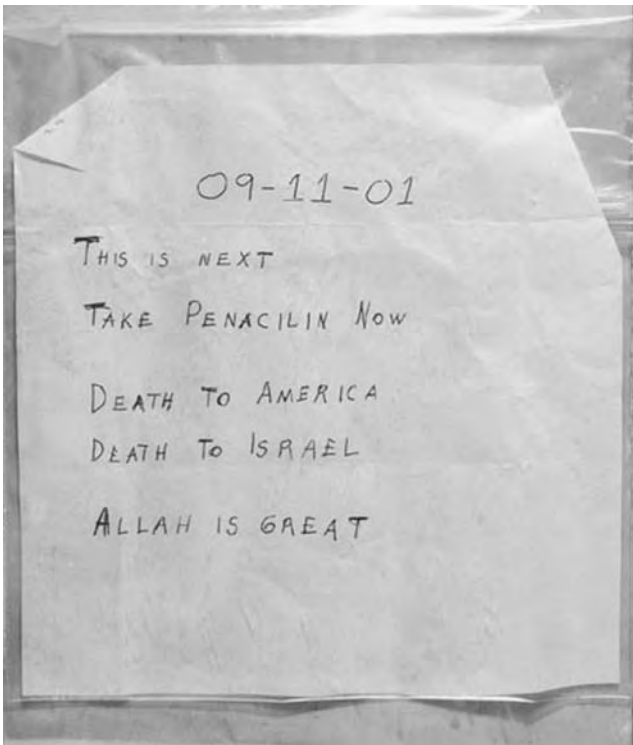 09-11-01
THIS IS NEXT
TAKE PENACILIN NOW
DEATH TO AMERICA
DEATH TO ISRAEL
ALLAH IS GREAT